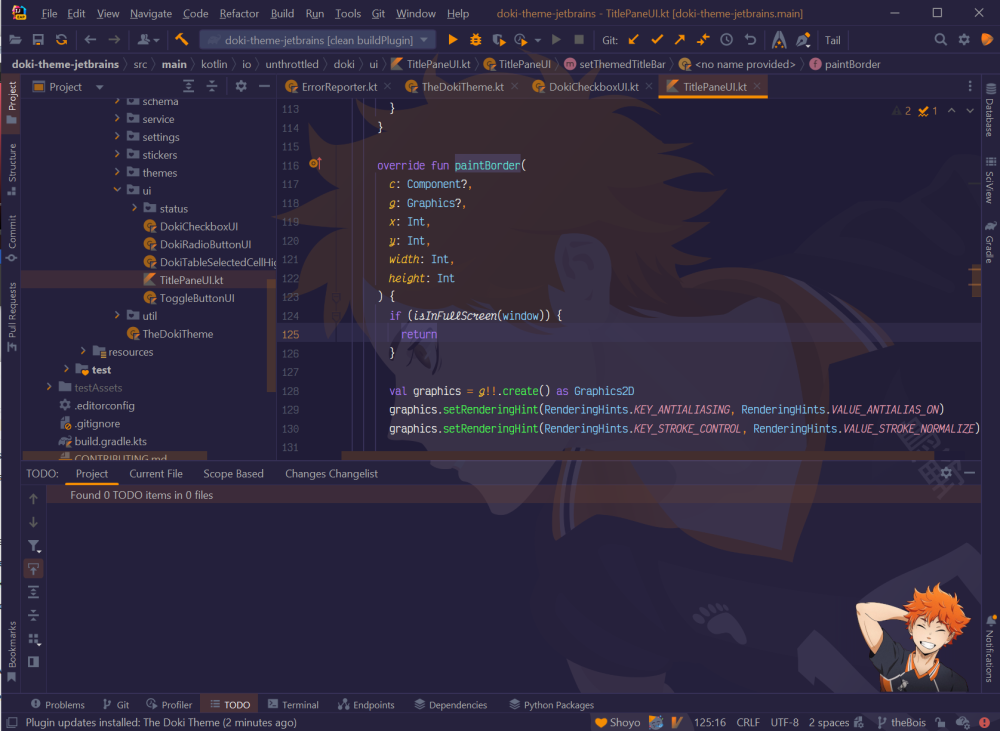 File Edit View Navigate Code Refactor Build Run Tools Git Window Help doki-theme-jetbrains - TitlePaneUI.kt [doki-theme-jetbrains.main]
doki-theme-jetbrains [clean buildPlugin] Git: Tail
doki-theme-jetbrains src main kotlin io unthrottled doki ui TitlePaneUI.kt TitlePaneUI setThemedTitleBar <no name provided> paintBorder
Project
ErrorReporter.kt TheDokiTheme.kt DokiCheckboxUI.kt TitlePaneUI.kt
Project
Structure
Commit
Pull Requests
Bookmarks
schema
service
settings
stickers
themes
ui
status
DokiCheckboxUI
DokiRadioButtonUI
DokiTableSelectedCellHig
TitlePaneUI.kt
ToggleButtonUI
util
TheDokiTheme
resources
test
testAssets
.editorconfig
.gitignore
build.gradle.kts
CONTRIBUTING.md
2 1
113 }
114 }
115
116 override fun paintBorder(
117 c: Component?,
118 g: Graphics?,
119 x: Int,
120 y: Int,
121 width: Int,
122 height: Int
123 ) {
124 if (isInFullScreen(window)) {
125 return
126 }
127
128 val graphics = g!!.create() as Graphics2D
129 graphics.setRenderingHint(RenderingHints.KEY_ANTIALIASING, RenderingHints.VALUE_ANTIALIAS_ON)
130 graphics.setRenderingHint(RenderingHints.KEY_STROKE_CONTROL, RenderingHints.VALUE_STROKE_NORMALIZE)
131
Database
SciView
Gradle
Notifications
TODO: Project Current File Scope Based Changes Changelist
Found 0 TODO items in 0 files
Problems Git Profiler TODO Terminal Endpoints Dependencies Python Packages
Plugin updates installed: The Doki Theme (2 minutes ago) Shoyo 125:16 CRLF UTF-8 2 spaces theBois